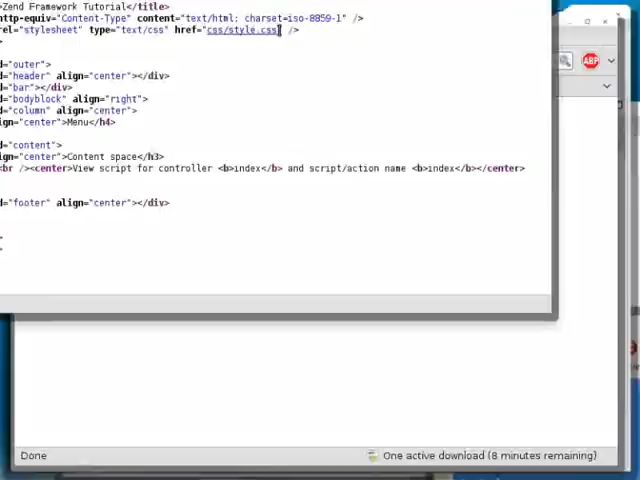 >Zend Framework Tutorial</title>
http-equiv="Content-Type" content="text/html; charset=iso-8859-1" />
rel="stylesheet" type="text/css" href="css/style.css" />
>
d="outer">
d="header" align="center"></div>
d="bar"></div>
d="bodyblock" align="right">
d="column" align="center">
ign="center">Menu</h4>
d="content">
ign="center">Content space</h3>
<br /><center>View script for controller <b>index</b> and script/action name <b>index</b></center>
d="footer" align="center"></div>
ABP
Done
One active download (8 minutes remaining)